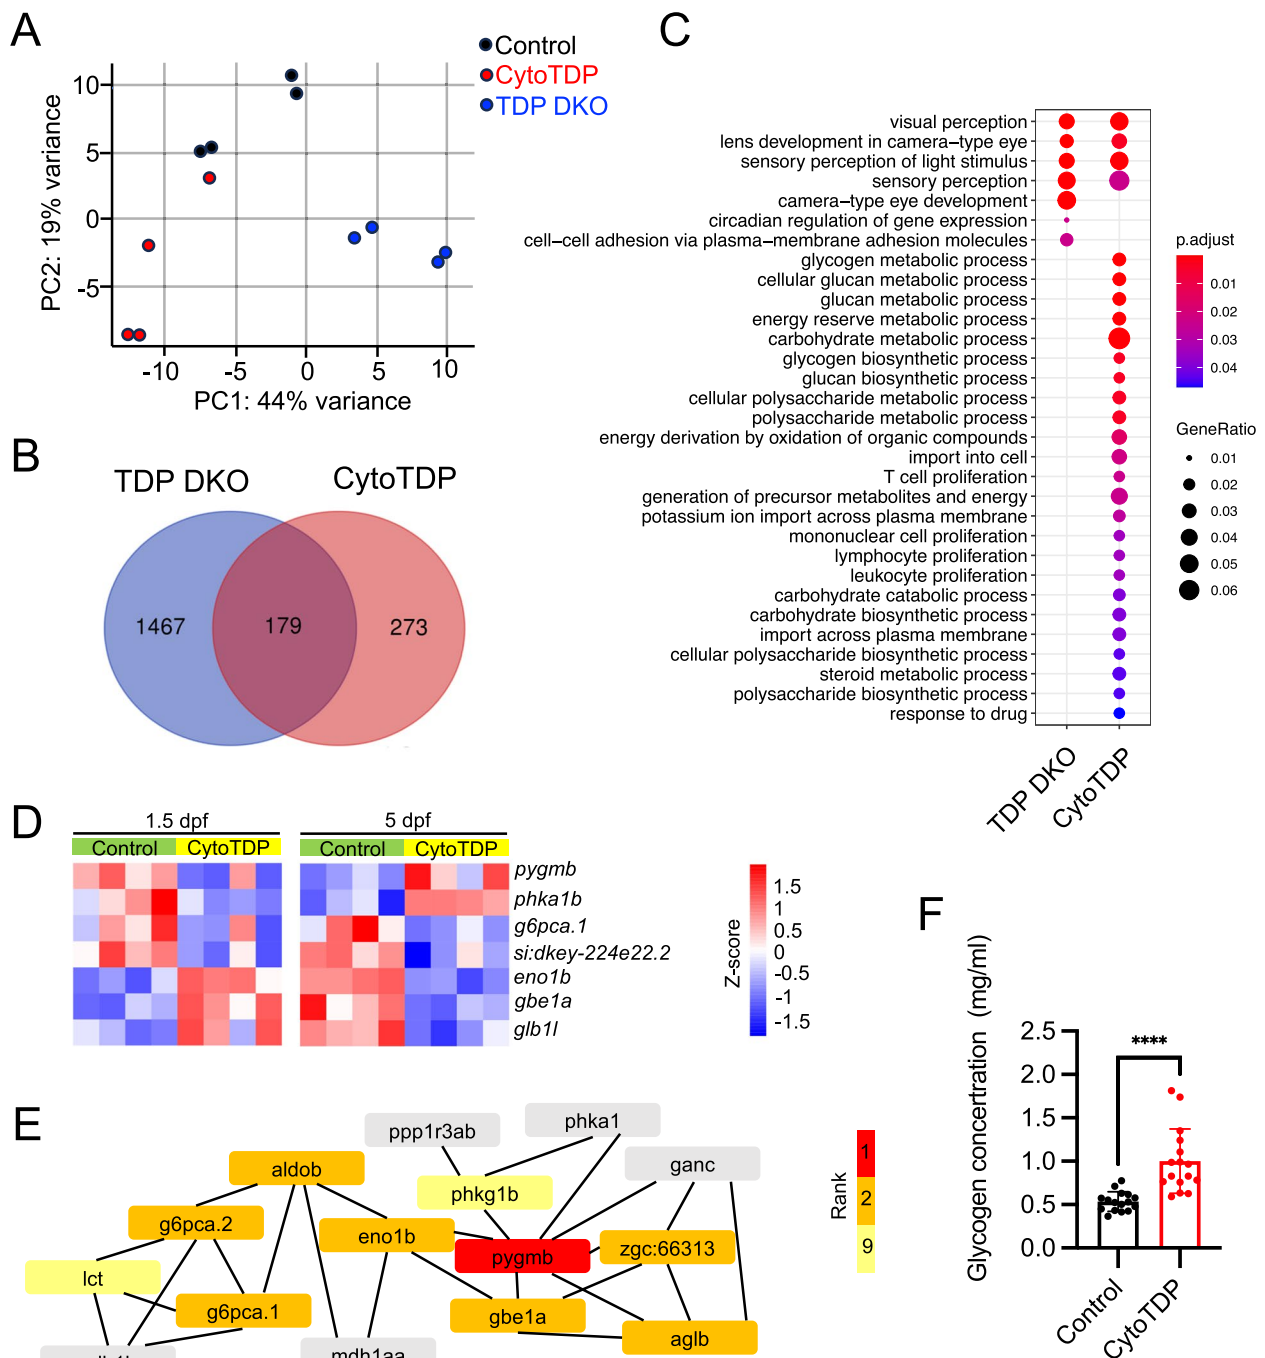 A
Control
CytoTDP
TDP DKO
PC2: 19% variance
10
5
0
-5
-10
-5
0
5
10
PC1: 44% variance
B
TDP DKO
CytoTDP
1467
179
273
C
visual perception
lens development in camera-type eye
sensory perception of light stimulus
sensory perception
camera-type eye development
circadian regulation of gene expression
cell-cell adhesion via plasma-membrane adhesion molecules
glycogen metabolic process
cellular glucan metabolic process
glucan metabolic process
energy reserve metabolic process
carbohydrate metabolic process
glycogen biosynthetic process
glucan biosynthetic process
cellular polysaccharide metabolic process
polysaccharide metabolic process
energy derivation by oxidation of organic compounds
import into cell
T cell proliferation
generation of precursor metabolites and energy
potassium ion import across plasma membrane
mononuclear cell proliferation
lymphocyte proliferation
leukocyte proliferation
carbohydrate catabolic process
carbohydrate biosynthetic process
import across plasma membrane
cellular polysaccharide biosynthetic process
steroid metabolic process
polysaccharide biosynthetic process
response to drug
TDP DKO
CytoTDP
p.adjust
0.01
0.02
0.03
0.04
GeneRatio
0.01
0.02
0.03
0.04
0.05
0.06
D
1.5 dpf
5 dpf
Control
CytoTDP
Control
CytoTDP
pygmb
phka1b
g6pca.1
si:dkey-224e22.2
eno1b
gbe1a
glb1l
Z-score
1.5
1
0.5
0
-0.5
-1
-1.5
E
ppp1r3ab
phka1
aldob
ganc
phkg1b
g6pca.2
eno1b
zgc:66313
pygmb
lct
g6pca.1
gbe1a
aglb
mdh1aa
Rank
1
2
9
F
Glycogen concertration (mg/ml)
2.5
2.0
1.5
1.0
0.5
0.0
****
Control
CytoTDP